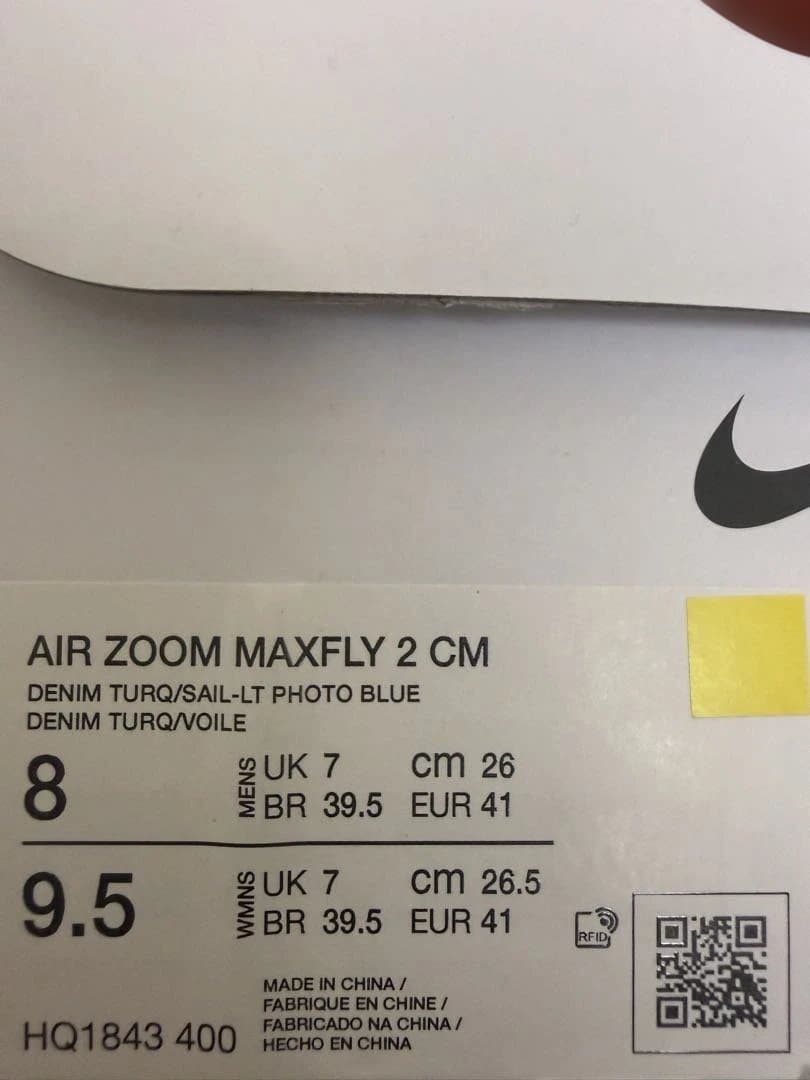 AIR ZOOM MAXFLY 2 CM
DENIM TURQ/SAIL-LT PHOTO BLUE
DENIM TURQ/VOILE
8 MENS UK 7 cm 26
BR 39.5 EUR 41
9.5 WMNS UK 7 cm 26.5
BR 39.5 EUR 41
RFID
MADE IN CHINA /
FABRIQUE EN CHINE /
FABRICADO NA CHINA /
HECHO EN CHINA
HQ1843 400